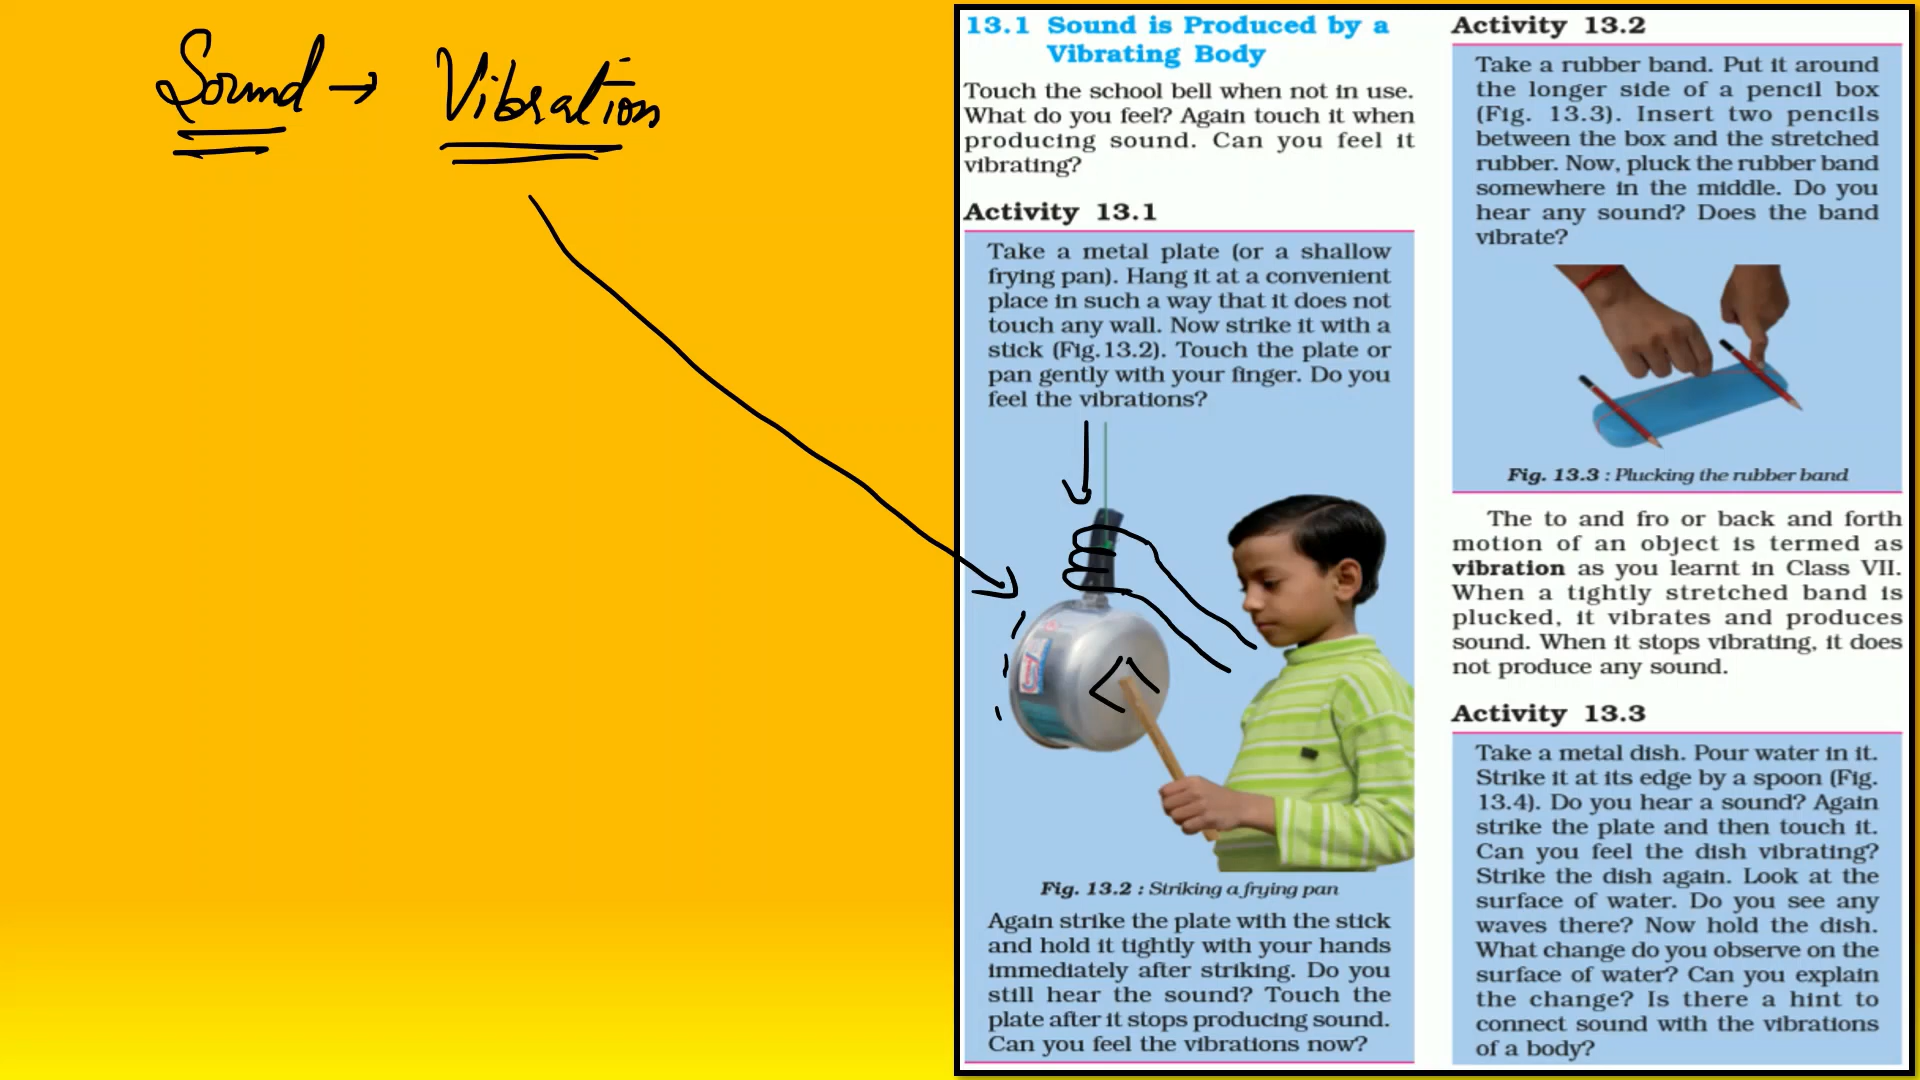 Sound → Vibration
13.1 Sound is Produced by a
Vibrating Body
Touch the school bell when not in use.
What do you feel? Again touch it when
producing sound. Can you feel it
vibrating?
Activity 13.1
Take a metal plate (or a shallow
frying pan). Hang it at a convenient
place in such a way that it does not
touch any wall. Now strike it with a
stick (Fig.13.2). Touch the plate or
pan gently with your finger. Do you
feel the vibrations?
Fig. 13.2 : Striking a frying pan
Again strike the plate with the stick
and hold it tightly with your hands
immediately after striking. Do you
still hear the sound? Touch the
plate after it stops producing sound.
Can you feel the vibrations now?
Activity 13.2
Take a rubber band. Put it around
the longer side of a pencil box
(Fig. 13.3). Insert two pencils
between the box and the stretched
rubber. Now, pluck the rubber band
somewhere in the middle. Do you
hear any sound? Does the band
vibrate?
Fig. 13.3 : Plucking the rubber band
The to and fro or back and forth
motion of an object is termed as
vibration as you learnt in Class VII.
When a tightly stretched band is
plucked, it vibrates and produces
sound. When it stops vibrating, it does
not produce any sound.
Activity 13.3
Take a metal dish. Pour water in it.
Strike it at its edge by a spoon (Fig.
13.4). Do you hear a sound? Again
strike the plate and then touch it.
Can you feel the dish vibrating?
Strike the dish again. Look at the
surface of water. Do you see any
waves there? Now hold the dish.
What change do you observe on the
surface of water? Can you explain
the change? Is there a hint to
connect sound with the vibrations
of a body?